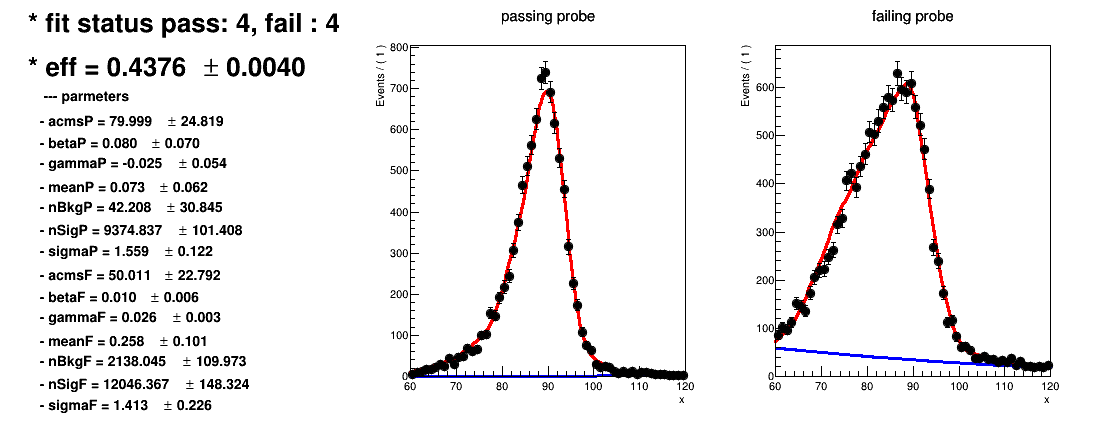 * fit status pass: 4, fail : 4
* eff = 0.4376 ± 0.0040
--- parmeters
- acmsP = 79.999 ± 24.819
- betaP = 0.080 ± 0.070
- gammaP = -0.025 ± 0.054
- meanP = 0.073 ± 0.062
- nBkgP = 42.208 ± 30.845
- nSigP = 9374.837 ± 101.408
- sigmaP = 1.559 ± 0.122
- acmsF = 50.011 ± 22.792
- betaF = 0.010 ± 0.006
- gammaF = 0.026 ± 0.003
- meanF = 0.258 ± 0.101
- nBkgF = 2138.045 ± 109.973
- nSigF = 12046.367 ± 148.324
- sigmaF = 1.413 ± 0.226
passing probe
Events / ( 1 )
800
700
600
500
400
300
200
100
0
60 70 80 90 100 110 120
x
failing probe
Events / ( 1 )
600
500
400
300
200
100
0
60 70 80 90 100 110 120
x